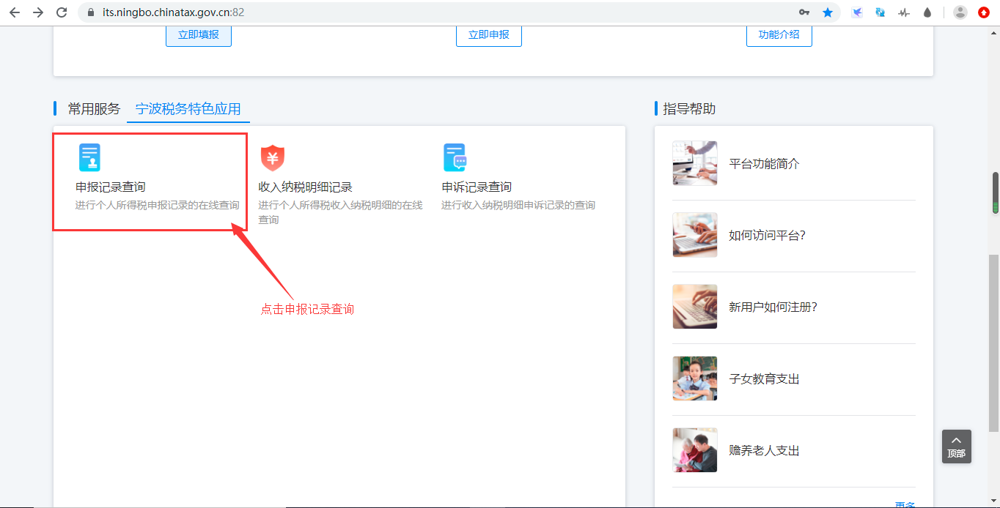 its.ningbo.chinatax.gov.cn:82
立即填报
立即申报
功能介绍
常用服务
宁波税务特色应用
指导帮助
申报记录查询
进行个人所得税申报记录的在线查询
收入纳税明细记录
进行个人所得税收入纳税明细的在线
查询
申诉记录查询
进行收入纳税明细申诉记录的查询
点击申报记录查询
平台功能简介
如何访问平台?
新用户如何注册?
子女教育支出
赡养老人支出
更多
顶部